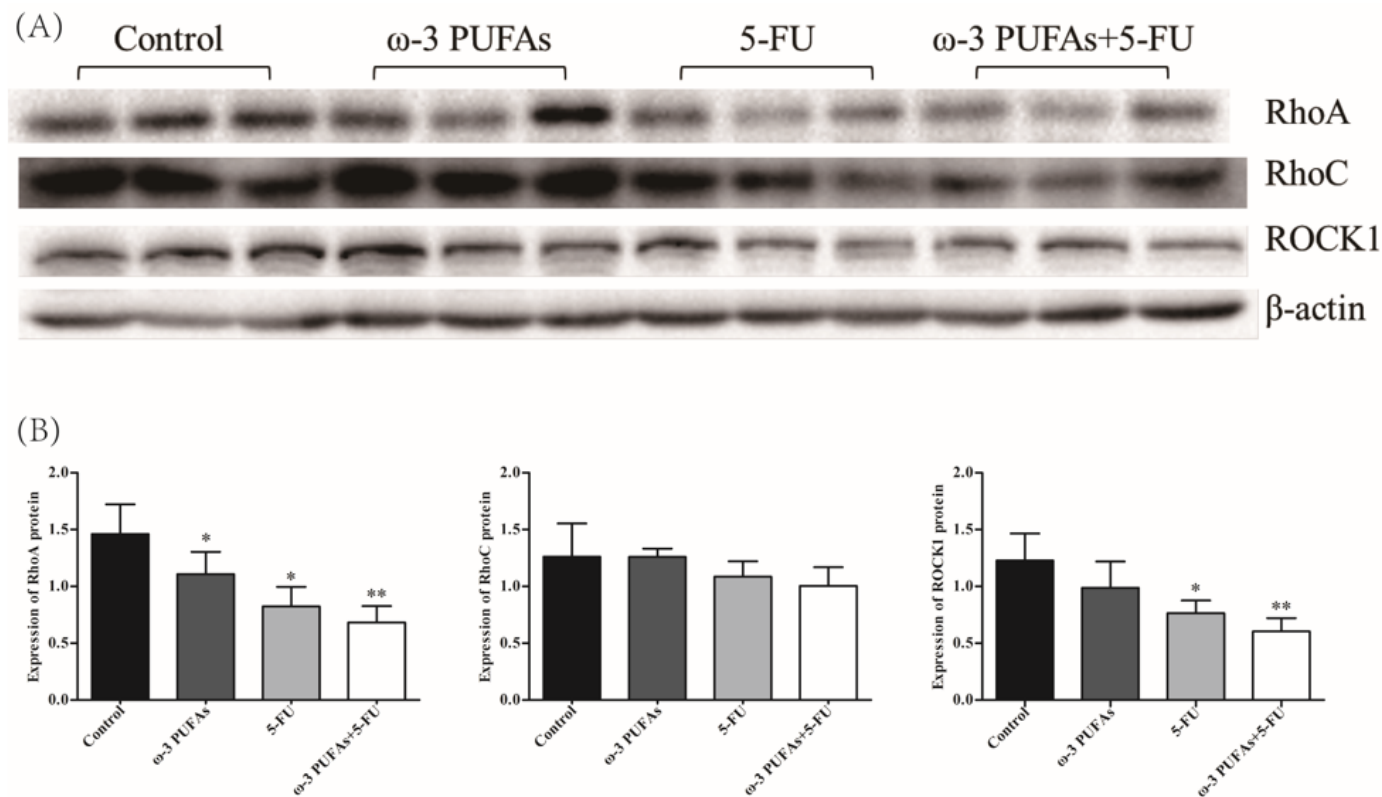 (A)
Control ω-3 PUFAs 5-FU ω-3 PUFAs+5-FU
RhoA
RhoC
ROCK1
β-actin
(B)
Expression of RhoA protein
2.0
1.5
1.0
0.5
0.0
*
*
**
Control
ω-3 PUFAs
5-FU
ω-3 PUFAs+5-FU
Expression of RhoC protein
2.0
1.5
1.0
0.5
0.0
Control
ω-3 PUFAs
5-FU
ω-3 PUFAs+5-FU
Expression of ROCK1 protein
2.0
1.5
1.0
0.5
0.0
*
**
Control
ω-3 PUFAs
5-FU
ω-3 PUFAs+5-FU